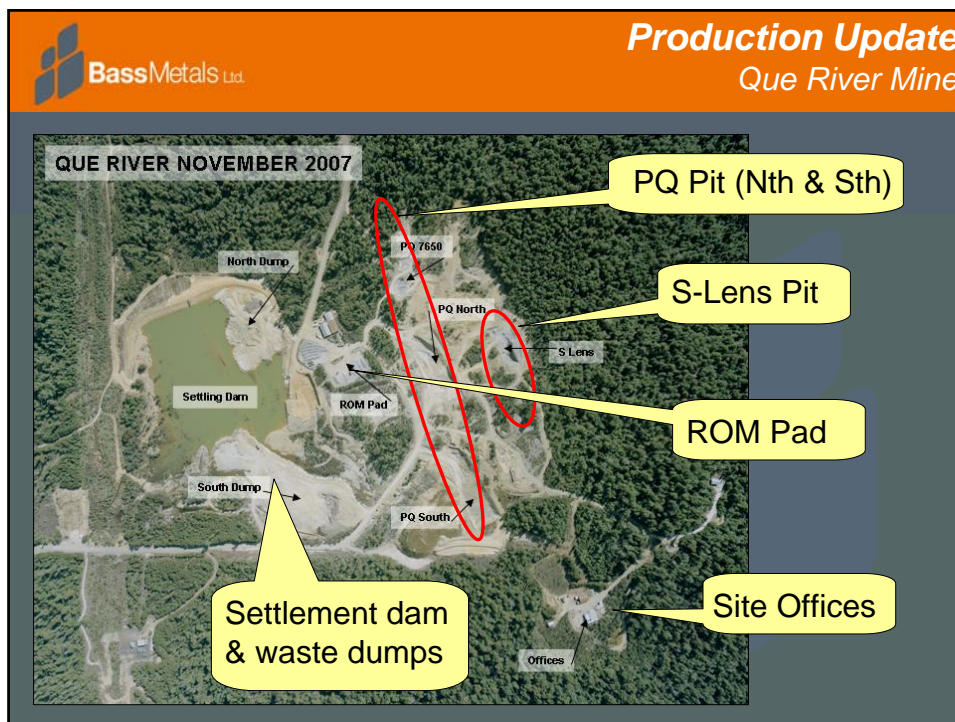 Production Update
BassMetals Ltd.
Que River Mine
QUE RIVER NOVEMBER 2007
PQ Pit (Nth & Sth)
PQ 7650
North Dump
S-Lens Pit
PQ North
S Lens
Settling Dam
ROM Pad
ROM Pad
South Dump
PQ South
Settlement dam
& waste dumps
Site Offices
Offices